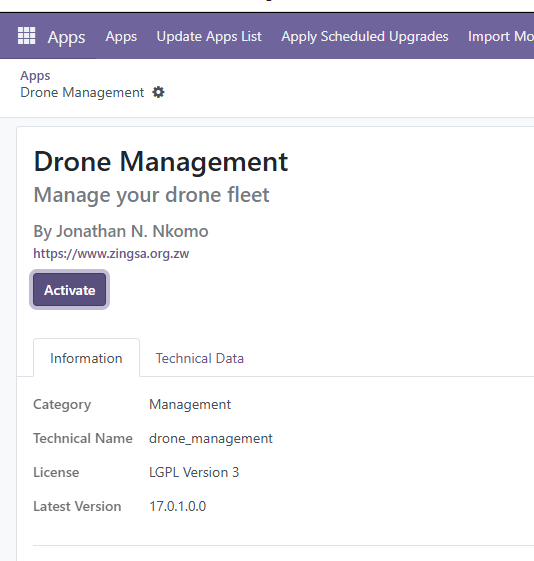 Apps Apps Update Apps List Apply Scheduled Upgrades Import Mo
Apps
Drone Management
Drone Management
Manage your drone fleet
By Jonathan N. Nkomo
https://www.zingsa.org.zw
Activate
Information Technical Data
Category Management
Technical Name drone_management
License LGPL Version 3
Latest Version 17.0.1.0.0